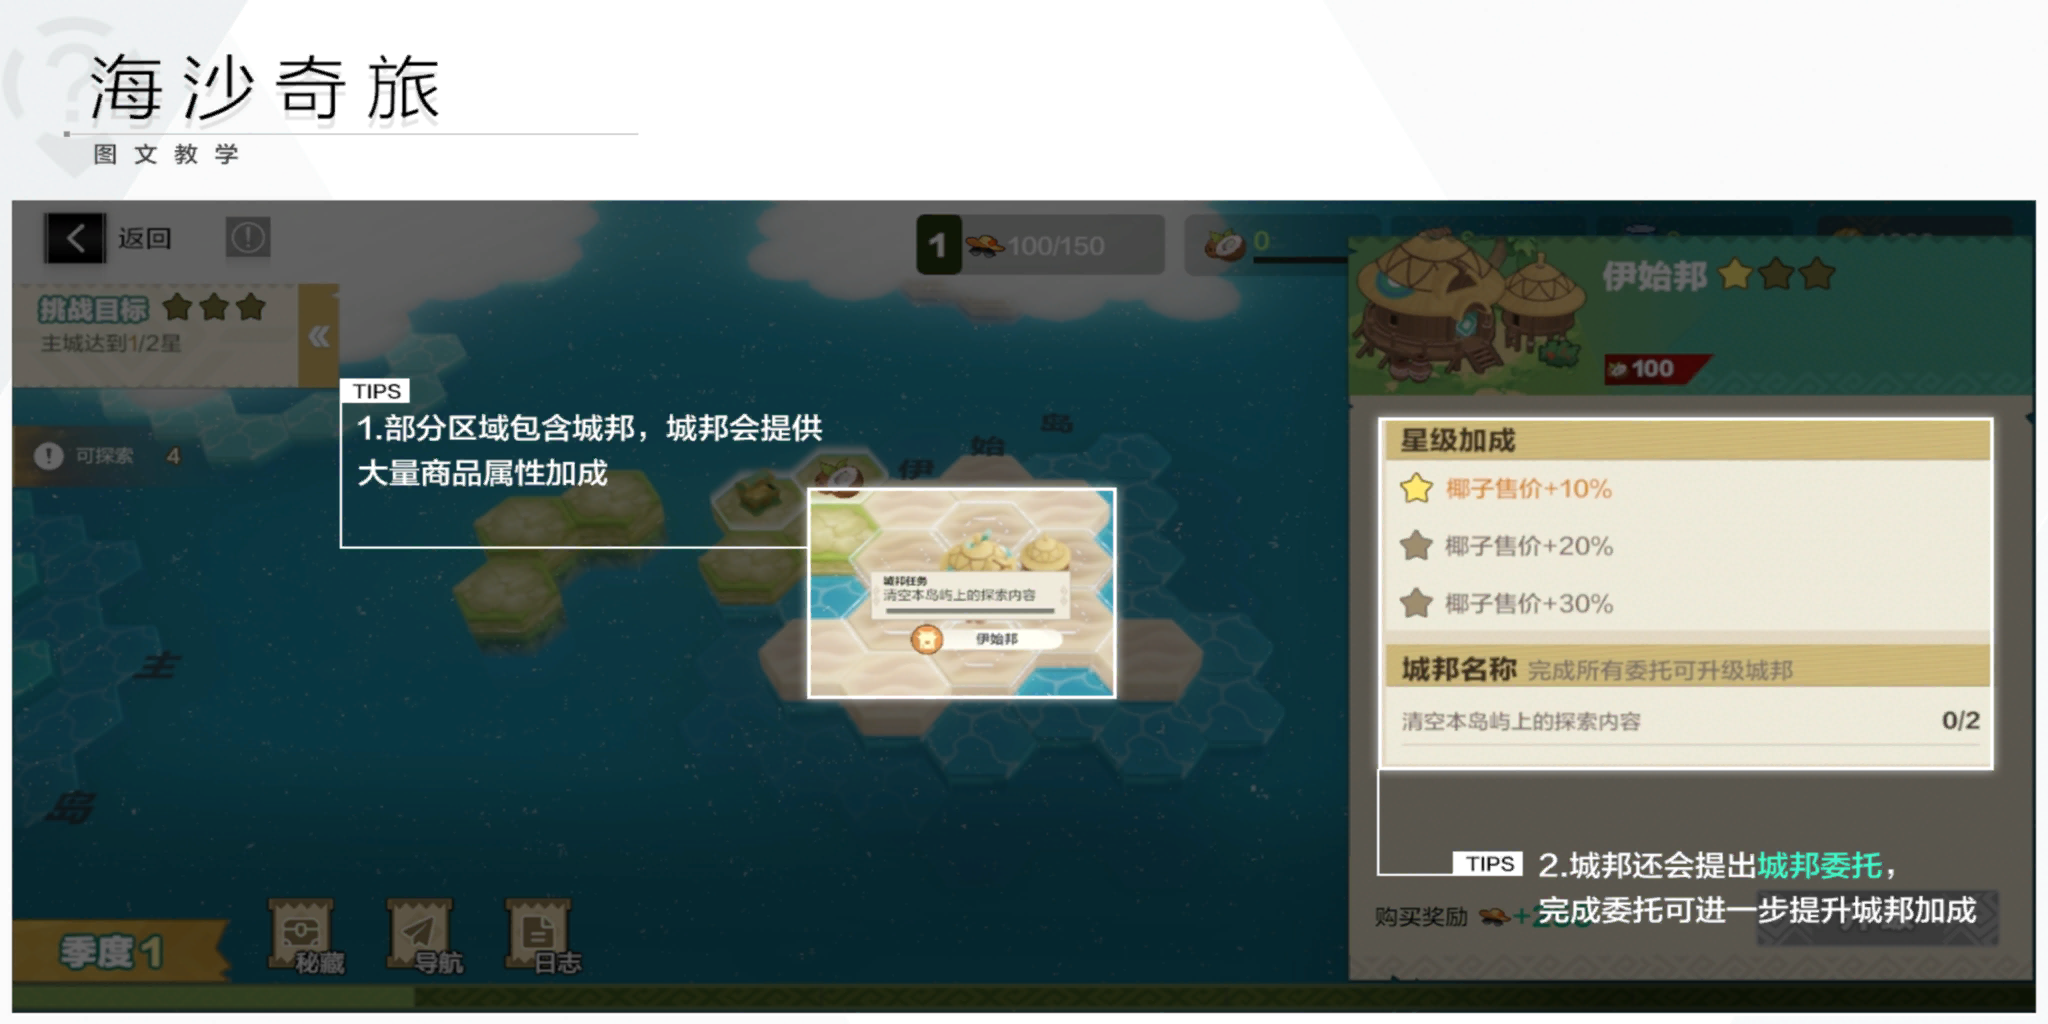 海沙奇旅
图文教学
返回
1
100/150
0
挑战目标
主城达到1/2星
可探索 4
TIPS
1.部分区域包含城邦，城邦会提供
大量商品属性加成
伊始岛
城邦任务
清空本岛屿上的探索内容
伊始邦
主岛
伊始邦
100
星级加成
椰子售价+10%
椰子售价+20%
椰子售价+30%
城邦名称 完成所有委托可升级城邦
清空本岛屿上的探索内容 0/2
TIPS
2.城邦还会提出城邦委托，
完成委托可进一步提升城邦加成
购买奖励
季度1
秘藏
导航
日志